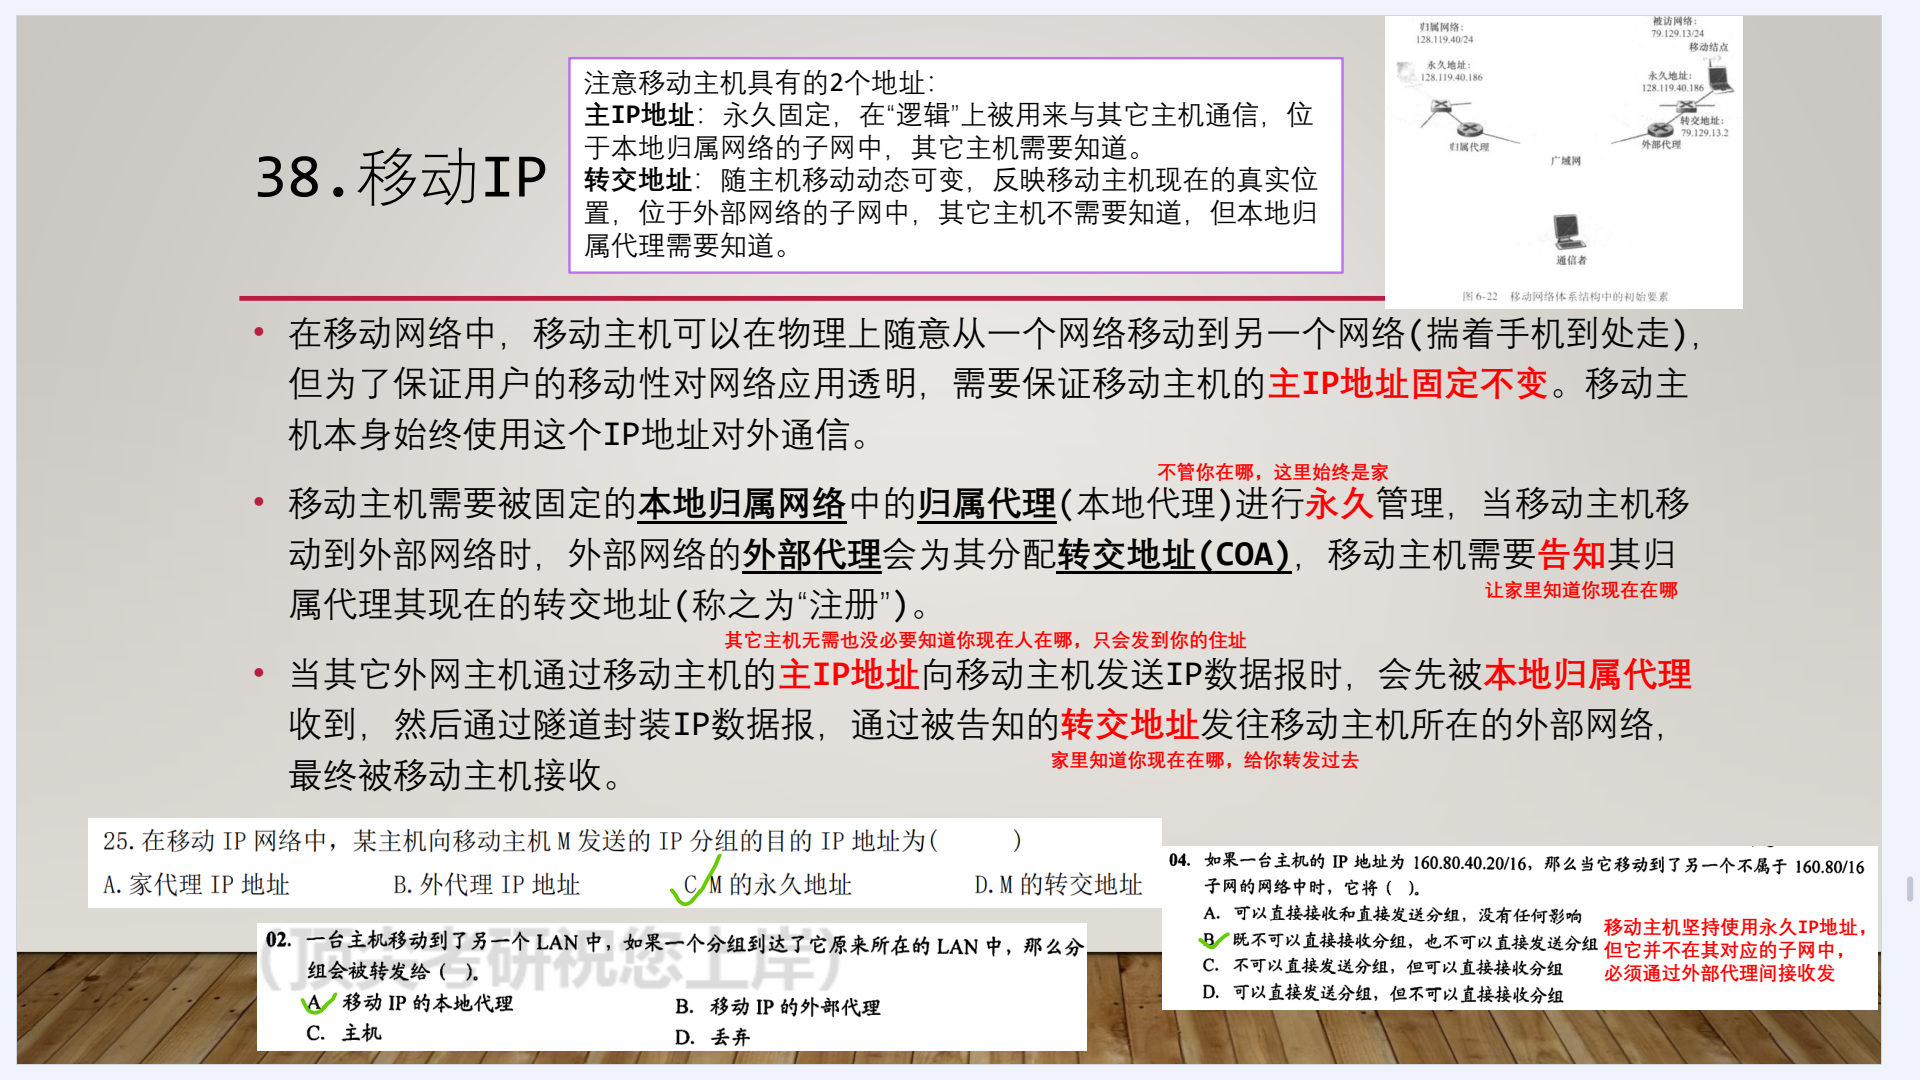 38.移动IP
注意移动主机具有的2个地址：
主IP地址：永久固定，在“逻辑”上被用来与其它主机通信，位
于本地归属网络的子网中，其它主机需要知道。
转交地址：随主机移动动态可变，反映移动主机现在的真实位
置，位于外部网络的子网中，其它主机不需要知道，但本地归
属代理需要知道。
归属网络：
128.119.40/24
被访网络：
79.129.13/24
移动结点
永久地址：
128.119.40.186
永久地址：
128.119.40.186
转交地址：
79.129.13.2
归属代理
外部代理
广域网
通信者
图 6-22 移动网络体系结构中的初始要素
• 在移动网络中，移动主机可以在物理上随意从一个网络移动到另一个网络(揣着手机到处走)，
但为了保证用户的移动性对网络应用透明，需要保证移动主机的主IP地址固定不变。移动主
机本身始终使用这个IP地址对外通信。
不管你在哪，这里始终是家
• 移动主机需要被固定的本地归属网络中的归属代理(本地代理)进行永久管理，当移动主机移
动到外部网络时，外部网络的外部代理会为其分配转交地址(COA)，移动主机需要告知其归
让家里知道你现在在哪
属代理其现在的转交地址(称之为“注册”)。
其它主机无需也没必要知道你现在人在哪，只会发到你的住址
• 当其它外网主机通过移动主机的主IP地址向移动主机发送IP数据报时，会先被本地归属代理
收到，然后通过隧道封装IP数据报，通过被告知的转交地址发往移动主机所在的外部网络，
家里知道你现在在哪，给你转发过去
最终被移动主机接收。
25.在移动 IP 网络中，某主机向移动主机 M 发送的 IP 分组的目的 IP 地址为( )
A.家代理 IP 地址 B.外代理 IP 地址 C.M 的永久地址 D.M 的转交地址
(顶尖考研祝您上岸)
02. 一台主机移动到了另一个 LAN 中，如果一个分组到达了它原来所在的 LAN 中，那么分
组会被转发给（ ）。
A. 移动 IP 的本地代理 B. 移动 IP 的外部代理
C. 主机 D. 丢弃
04. 如果一台主机的 IP 地址为 160.80.40.20/16，那么当它移动到了另一个不属于 160.80/16
子网的网络中时，它将（ ）。
A. 可以直接接收和直接发送分组，没有任何影响
B. 既不可以直接接收分组，也不可以直接发送分组
C. 不可以直接发送分组，但可以直接接收分组
D. 可以直接发送分组，但不可以直接接收分组
移动主机坚持使用永久IP地址，
但它并不在其对应的子网中，
必须通过外部代理间接收发